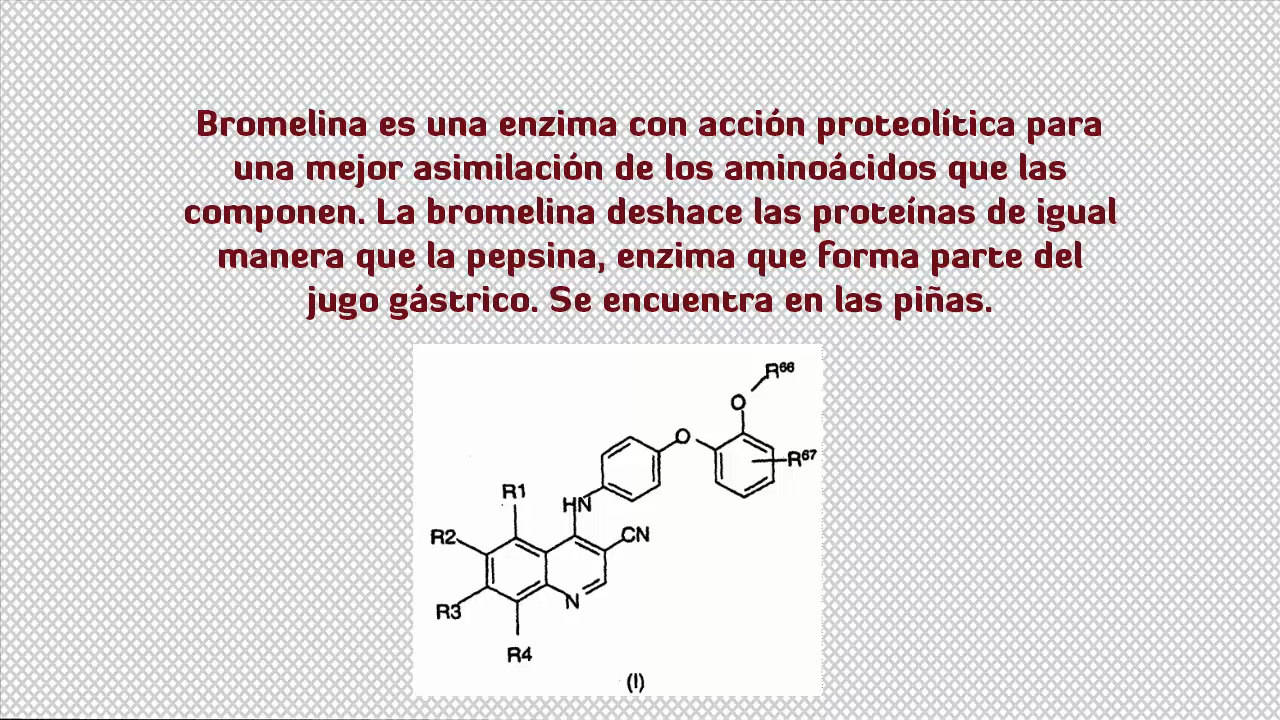 Bromelina es una enzima con acción proteolítica para
una mejor asimilación de los aminoácidos que las
componen. La bromelina deshace las proteínas de igual
manera que la pepsina, enzima que forma parte del
jugo gástrico. Se encuentra en las piñas.
R⁶⁶
O
O
R⁶⁷
R1
HN
R2
CN
N
R3
R4
(I)